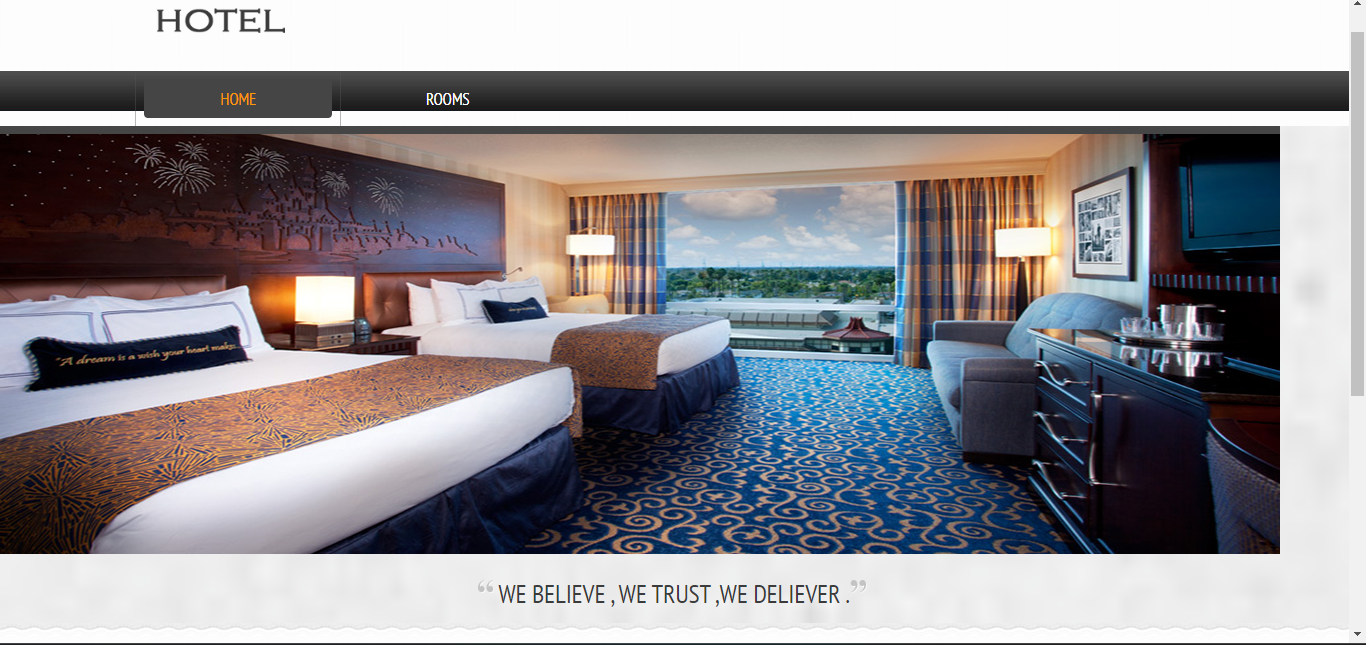 HOTEL
HOME
ROOMS
"A dream is a wish your heart makes
“ WE BELIEVE , WE TRUST ,WE DELIEVER . ”